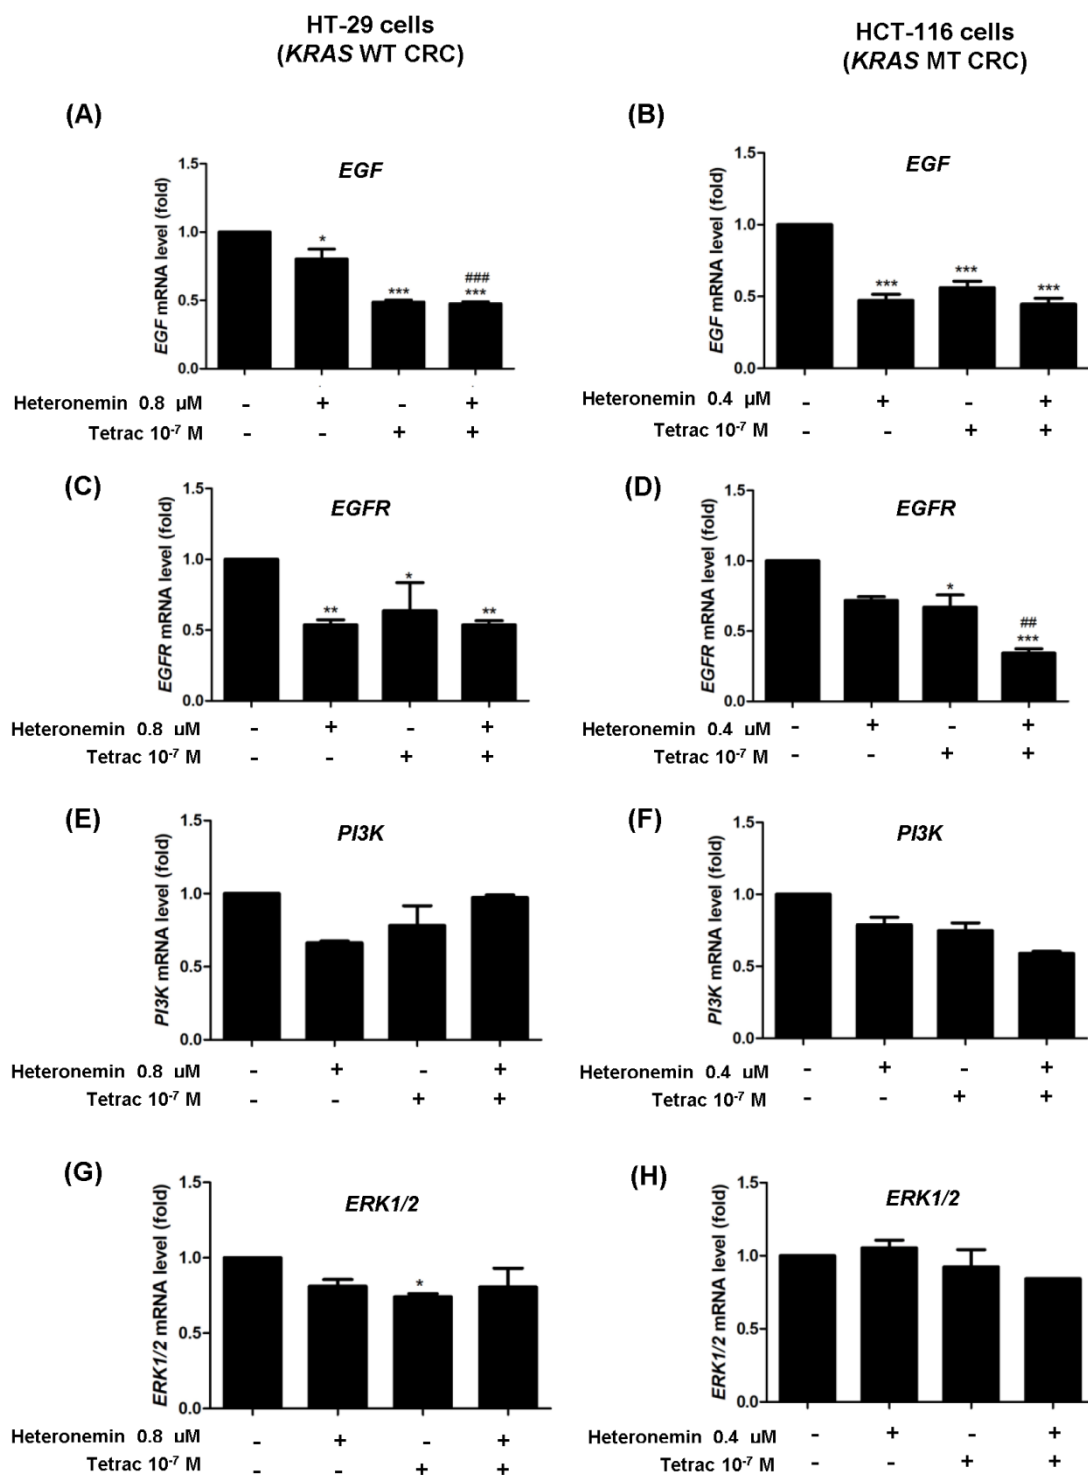 HT-29 cells
(KRAS WT CRC)
HCT-116 cells
(KRAS MT CRC)
(A)
EGF
EGF mRNA level (fold)
1.5
1.0
0.5
0.0
*
***
###
***
Heteronemin 0.8 µM - + - +
Tetrac 10⁻⁷ M - - + +
(B)
EGF
EGF mRNA level (fold)
1.5
1.0
0.5
0.0
***
***
***
Heteronemin 0.4 µM - + - +
Tetrac 10⁻⁷ M - - + +
(C)
EGFR
EGFR mRNA level (fold)
1.5
1.0
0.5
0.0
**
*
**
Heteronemin 0.8 uM - + - +
Tetrac 10⁻⁷ M - - + +
(D)
EGFR
EGFR mRNA level (fold)
1.5
1.0
0.5
0.0
*
##
***
Heteronemin 0.4 uM - + - +
Tetrac 10⁻⁷ M - - + +
(E)
PI3K
PI3K mRNA level (fold)
1.5
1.0
0.5
0.0
Heteronemin 0.8 uM - + - +
Tetrac 10⁻⁷ M - - + +
(F)
PI3K
PI3K mRNA level (fold)
1.5
1.0
0.5
0.0
Heteronemin 0.4 uM - + - +
Tetrac 10⁻⁷ M - - + +
(G)
ERK1/2
ERK1/2 mRNA level (fold)
1.5
1.0
0.5
0.0
*
Heteronemin 0.8 uM - + - +
Tetrac 10⁻⁷ M - - + +
(H)
ERK1/2
ERK1/2 mRNA level (fold)
1.5
1.0
0.5
0.0
Heteronemin 0.4 uM - + - +
Tetrac 10⁻⁷ M - - + +